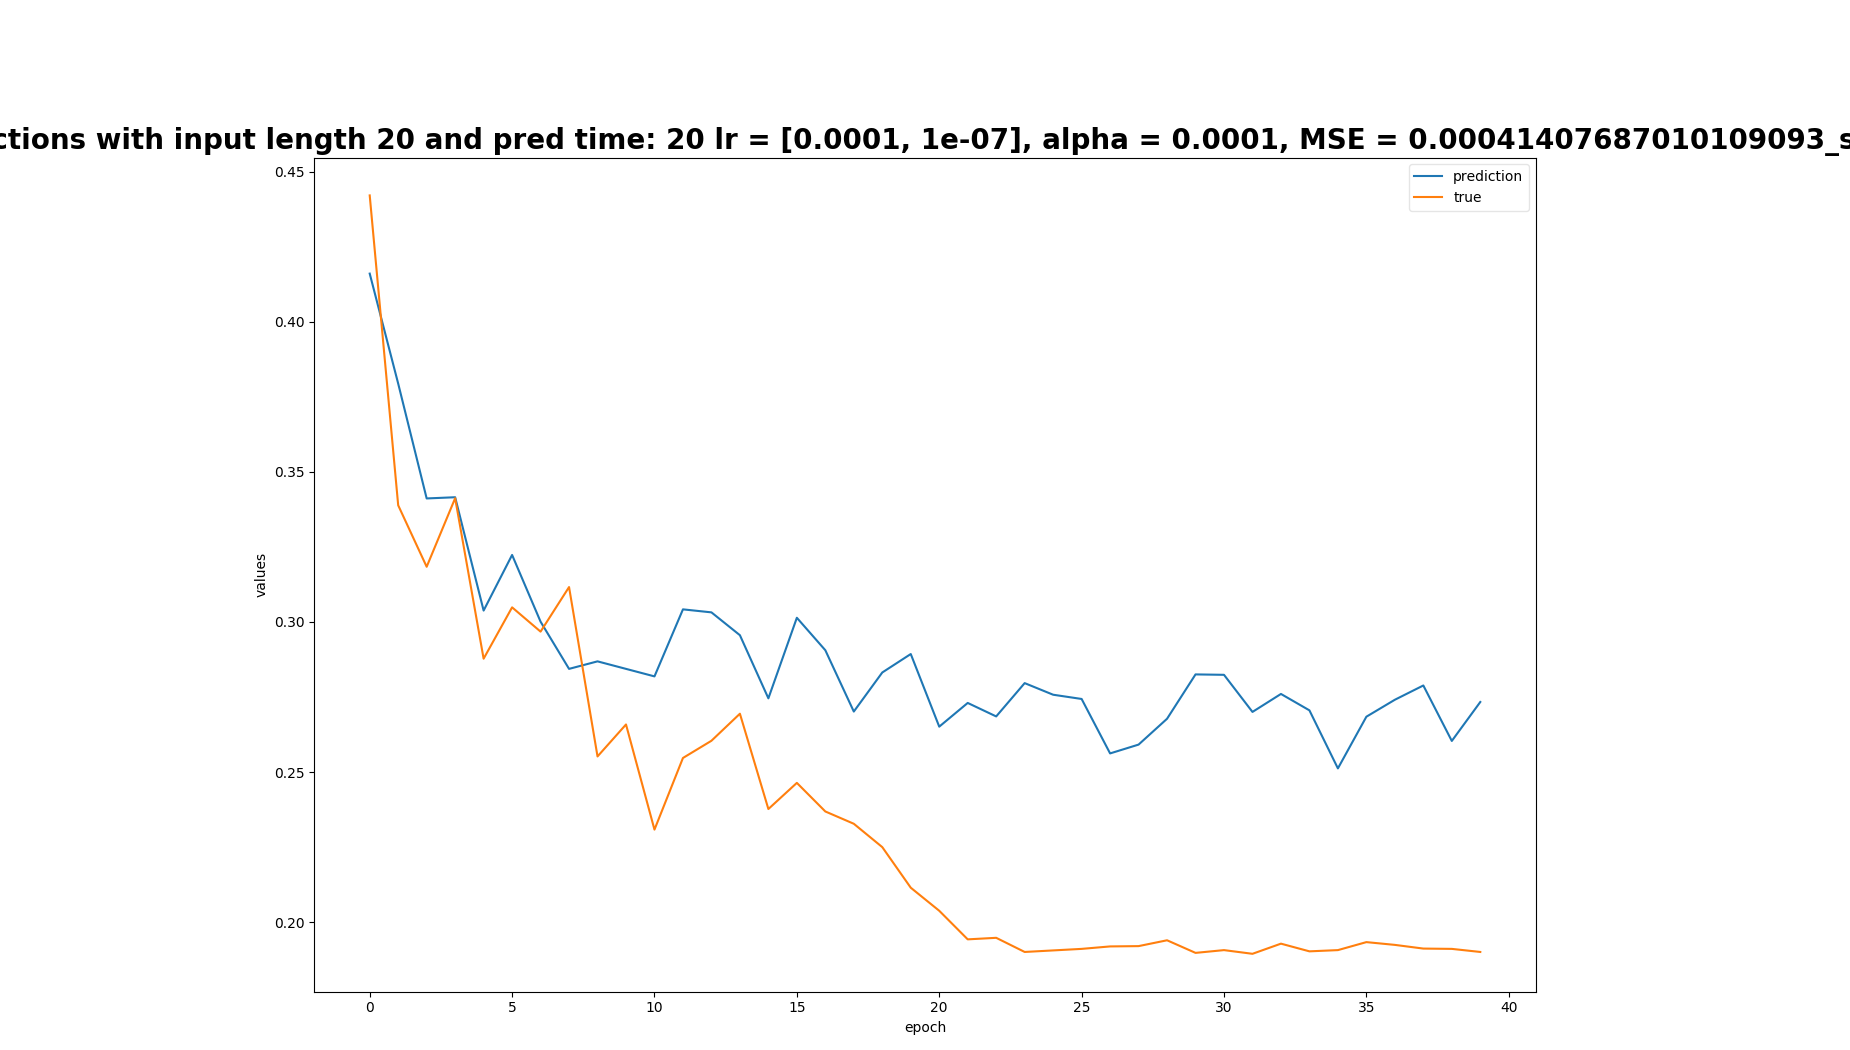 ctions with input length 20 and pred time: 20 lr = [0.0001, 1e-07], alpha = 0.0001, MSE = 0.00041407687010109093_s
prediction
true
0.45
0.40
0.35
0.30
0.25
0.20
values
0 5 10 15 20 25 30 35 40
epoch